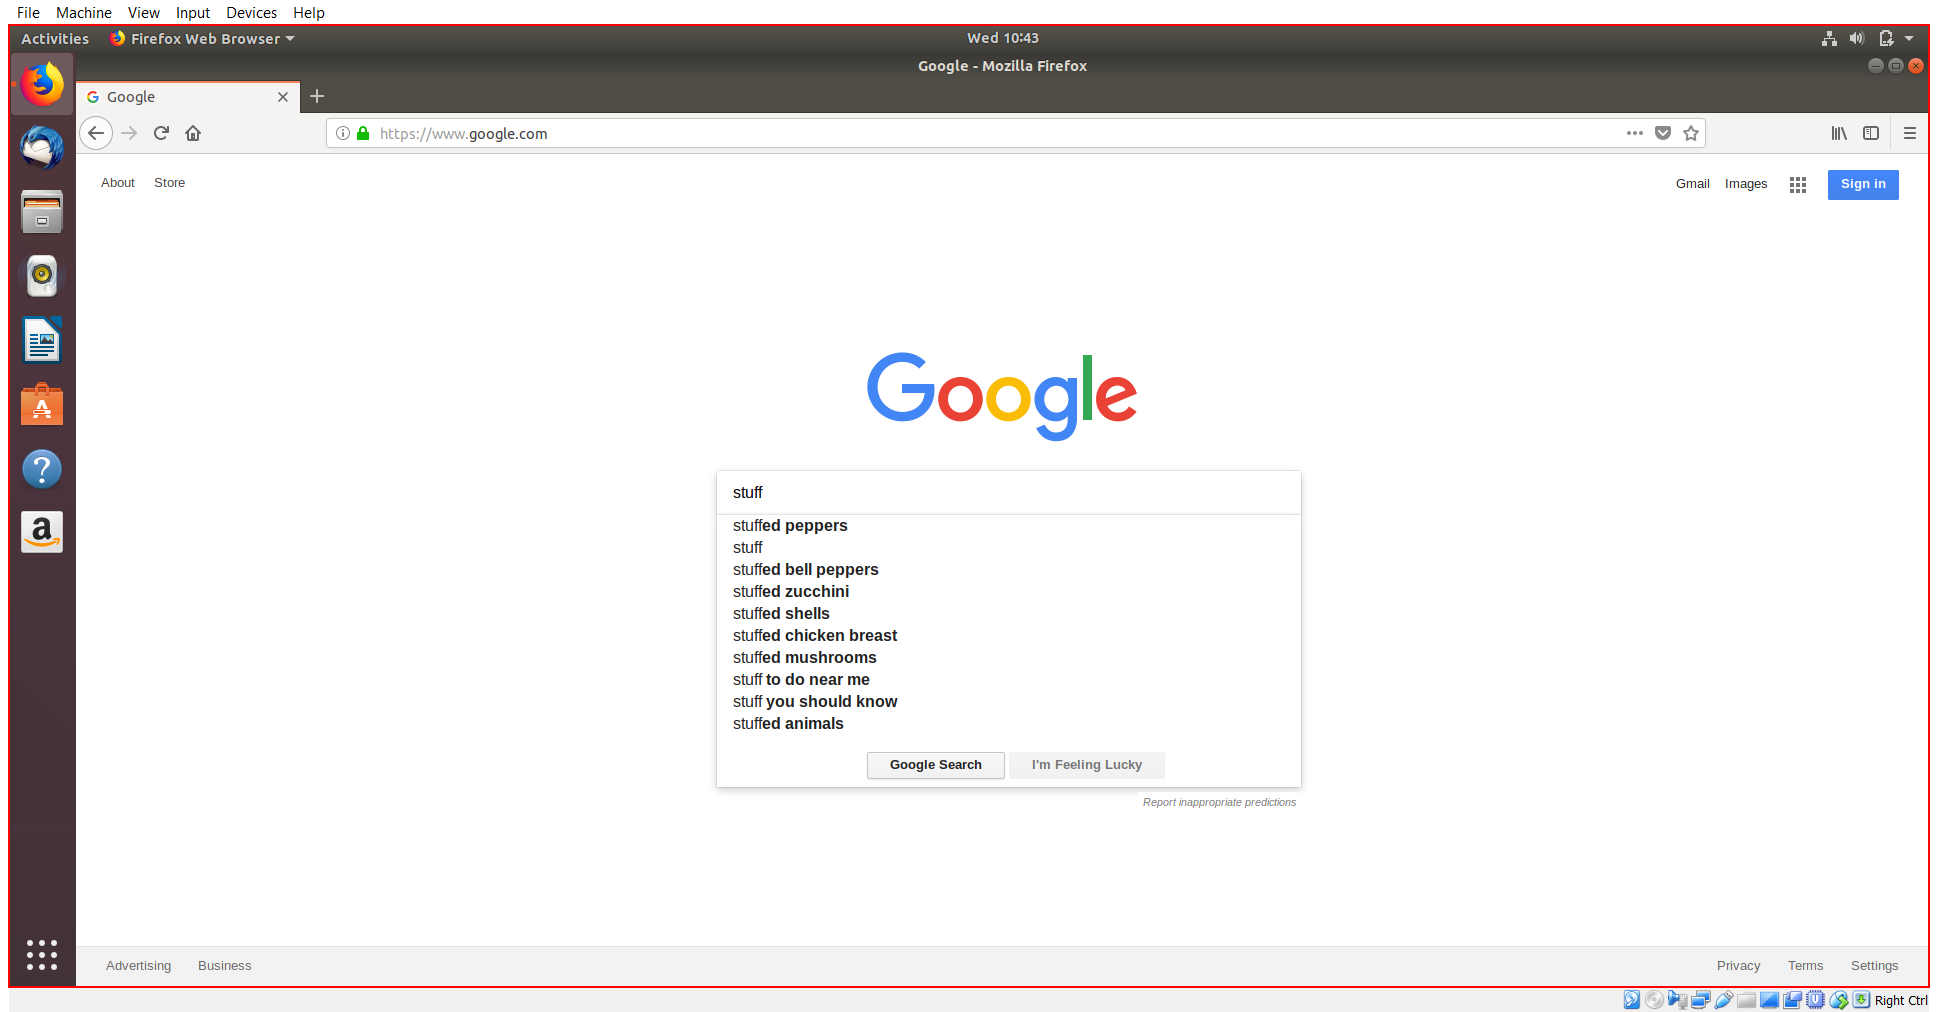 File Machine View Input Devices Help
Activities Firefox Web Browser Wed 10:43
Google - Mozilla Firefox
Google
https://www.google.com
About Store Gmail Images Sign in
Google
stuff
stuffed peppers
stuff
stuffed bell peppers
stuffed zucchini
stuffed shells
stuffed chicken breast
stuffed mushrooms
stuff to do near me
stuff you should know
stuffed animals
Google Search I'm Feeling Lucky
Report inappropriate predictions
Advertising Business Privacy Terms Settings
Right Ctrl